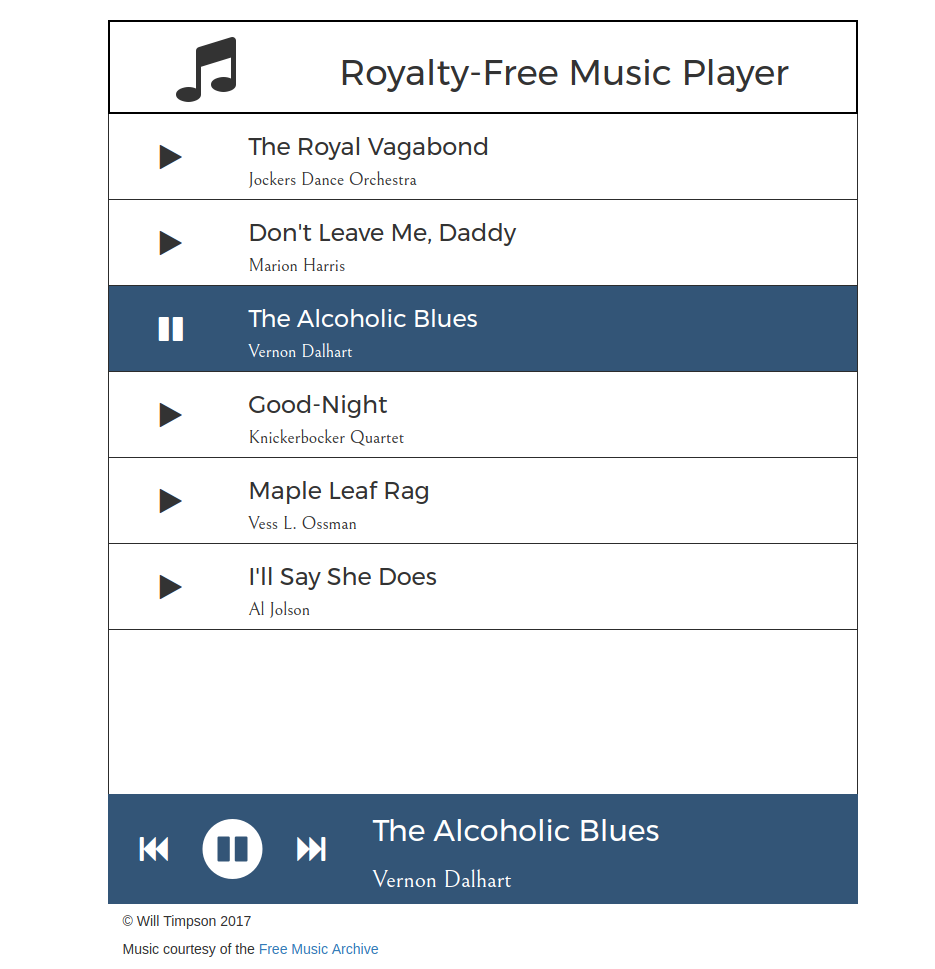 Royalty-Free Music Player
The Royal Vagabond
Jockers Dance Orchestra
Don't Leave Me, Daddy
Marion Harris
The Alcoholic Blues
Vernon Dalhart
Good-Night
Knickerbocker Quartet
Maple Leaf Rag
Vess L. Ossman
I'll Say She Does
Al Jolson
The Alcoholic Blues
Vernon Dalhart
© Will Timpson 2017
Music courtesy of the Free Music Archive